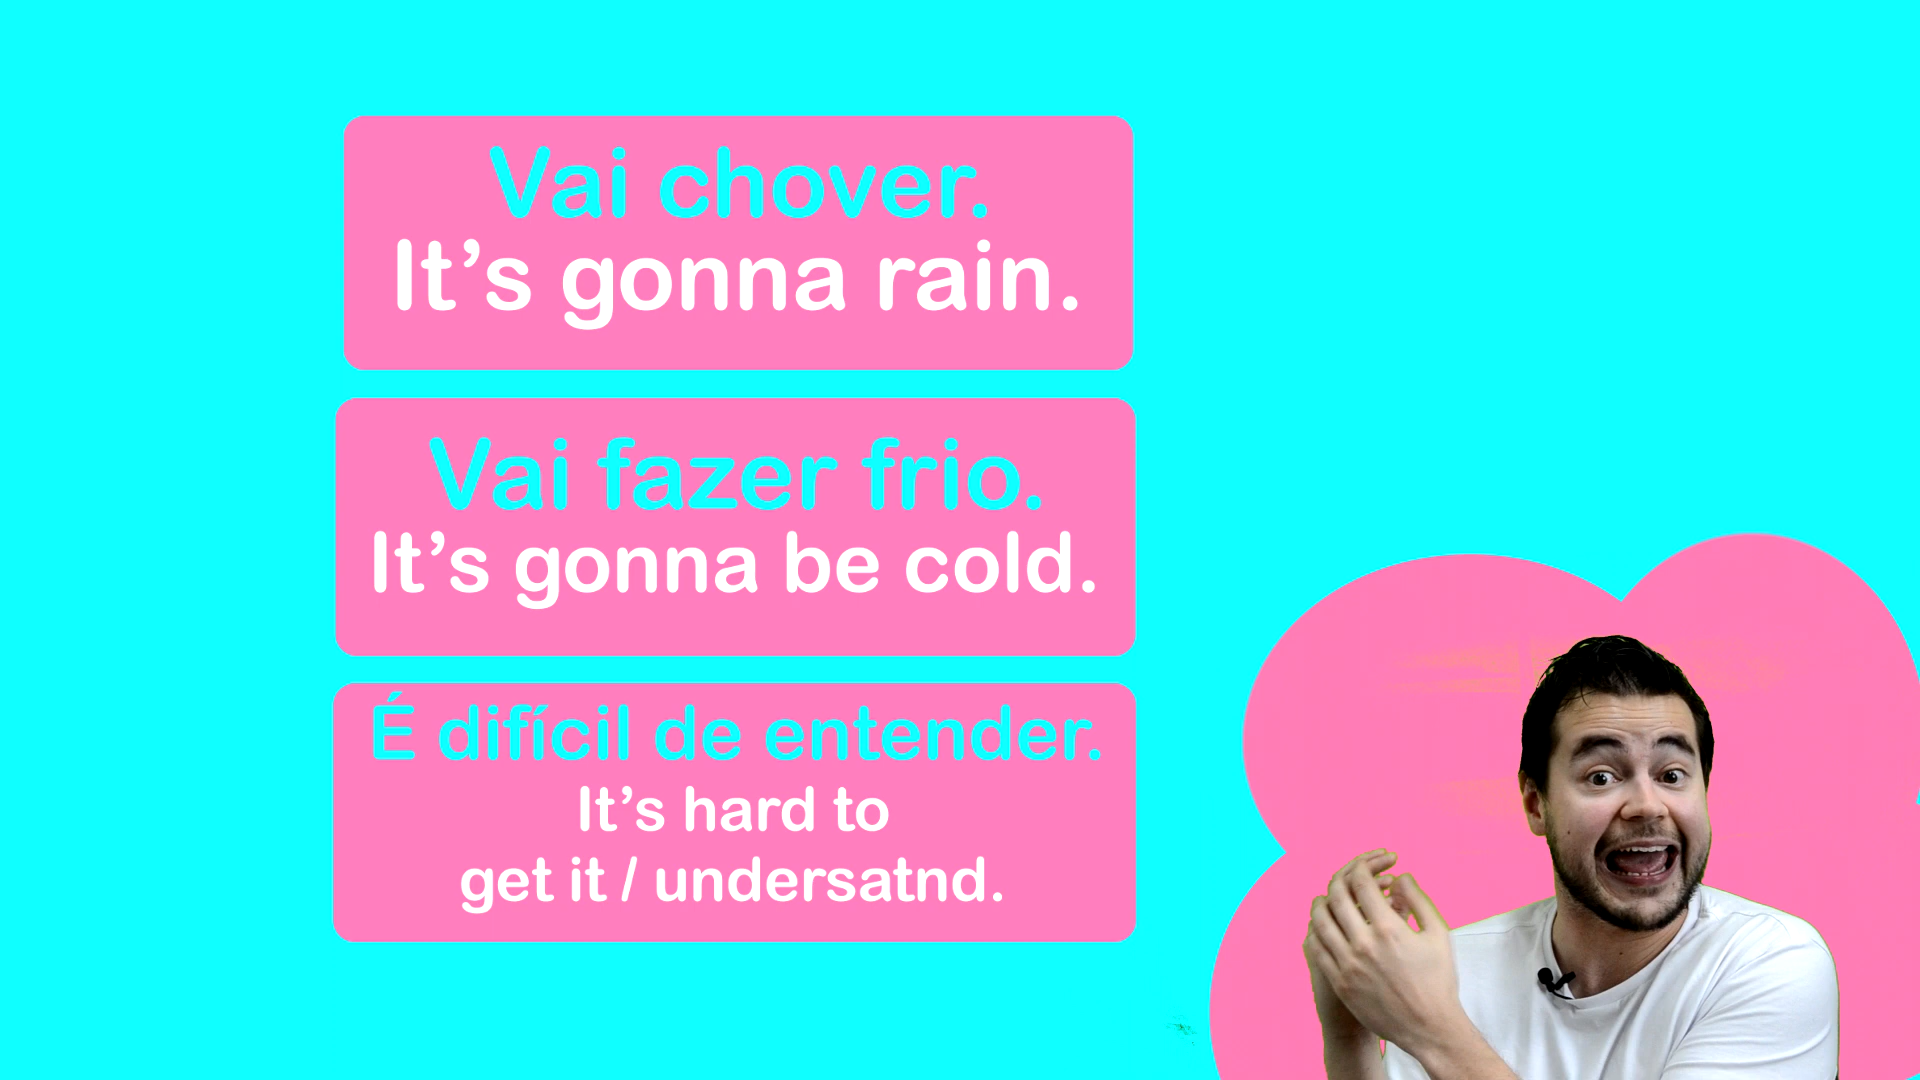 Vai chover.
It’s gonna rain.
Vai fazer frio.
It’s gonna be cold.
É difícil de entender.
It’s hard to
get it / undersatnd.